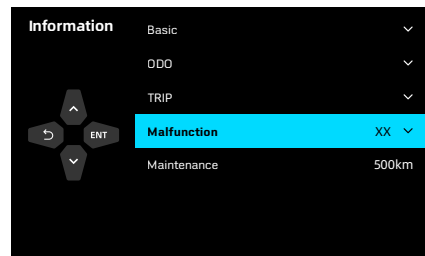 Information
Basic
ODO
TRIP
ENT
Malfunction XX
Maintenance 500km